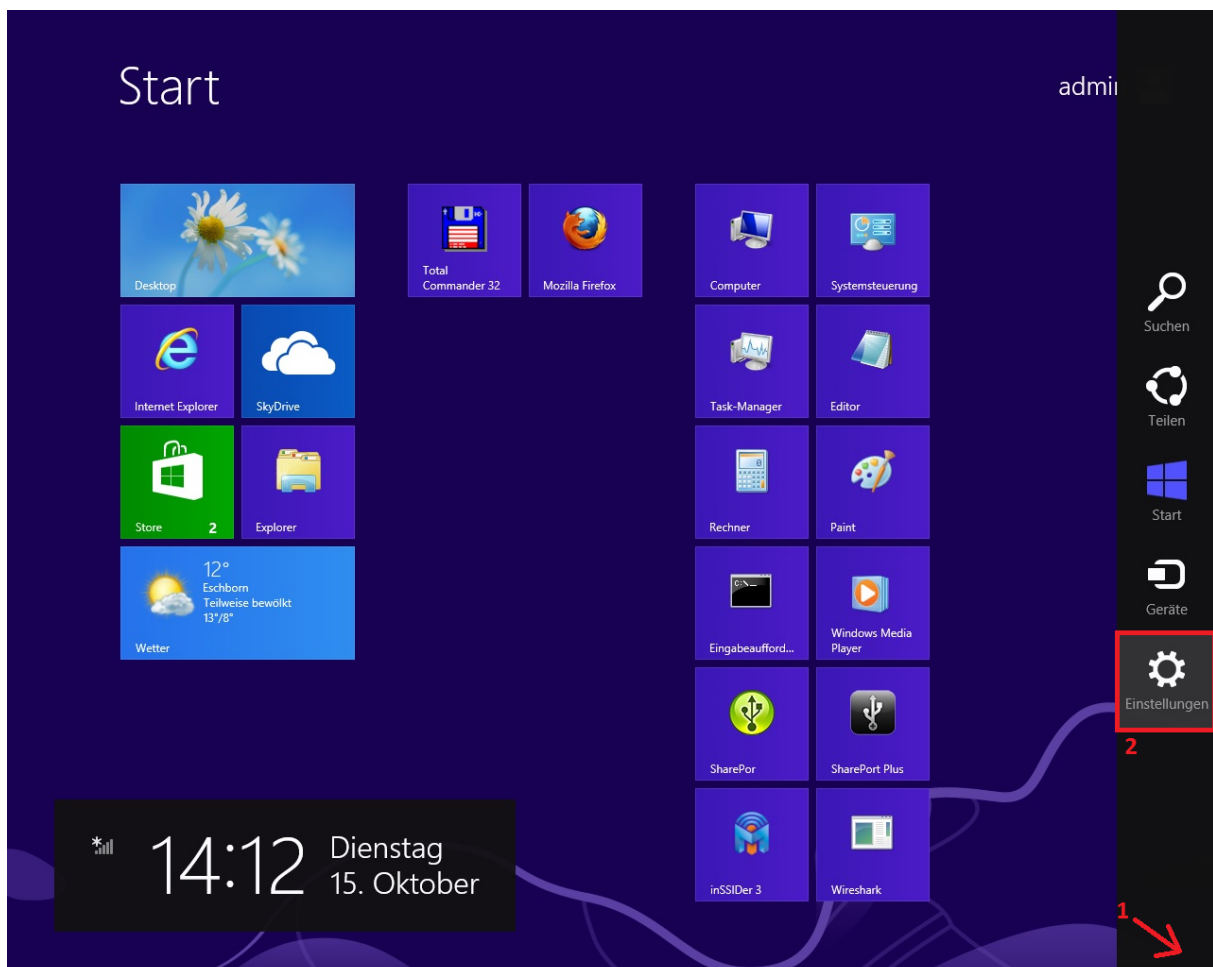 Start
admin
Desktop
Total
Commander 32
Mozilla Firefox
Computer
Systemsteuerung
Internet Explorer
SkyDrive
Task-Manager
Editor
Store 2
Explorer
Rechner
Paint
12°
Eschborn
Teilweise bewölkt
13°/8°
Wetter
Eingabeaufford...
C:\_
Windows Media
Player
SharePor
SharePort Plus
inSSIDer 3
Wireshark
14:12
Dienstag
15. Oktober
Suchen
Teilen
Start
Geräte
Einstellungen
2
1